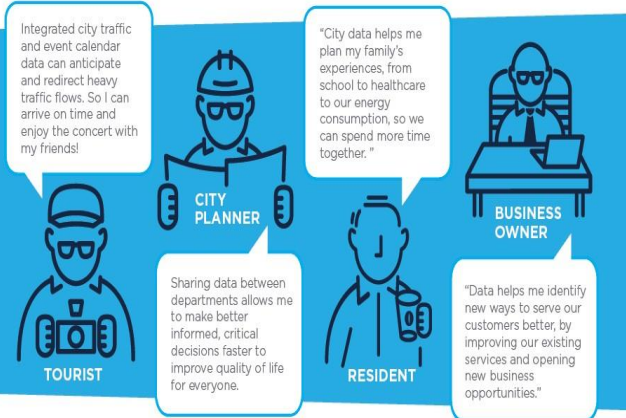 Integrated city traffic
and event calendar
data can anticipate
and redirect heavy
traffic flows. So I can
arrive on time and
enjoy the concert with
my friends!
TOURIST
CITY
PLANNER
Sharing data between
departments allows me
to make better
informed, critical
decisions faster to
improve quality of life
for everyone.
"City data helps me
plan my family's
experiences, from
school to healthcare
to our energy
consumption, so we
can spend more time
together. "
RESIDENT
BUSINESS
OWNER
"Data helps me identify
new ways to serve our
customers better, by
improving our existing
services and opening
new business
opportunities."